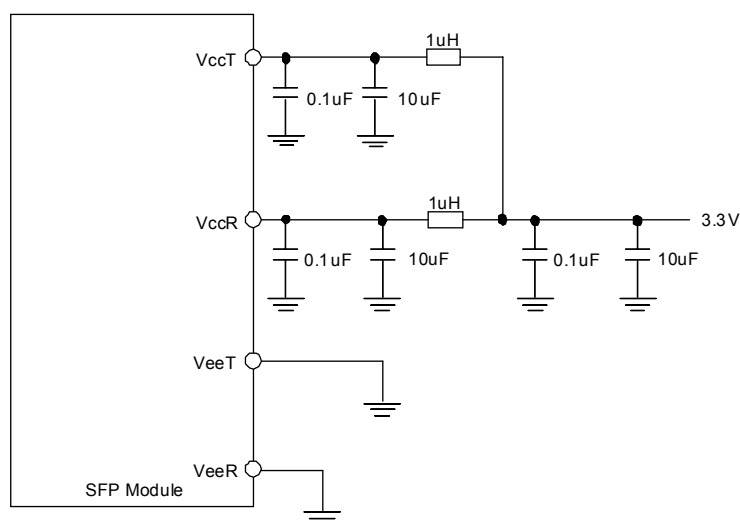 1uH
VccT
0.1uF
10uF
1uH
VccR
3.3V
0.1uF
10uF
0.1uF
10uF
VeeT
VeeR
SFP Module